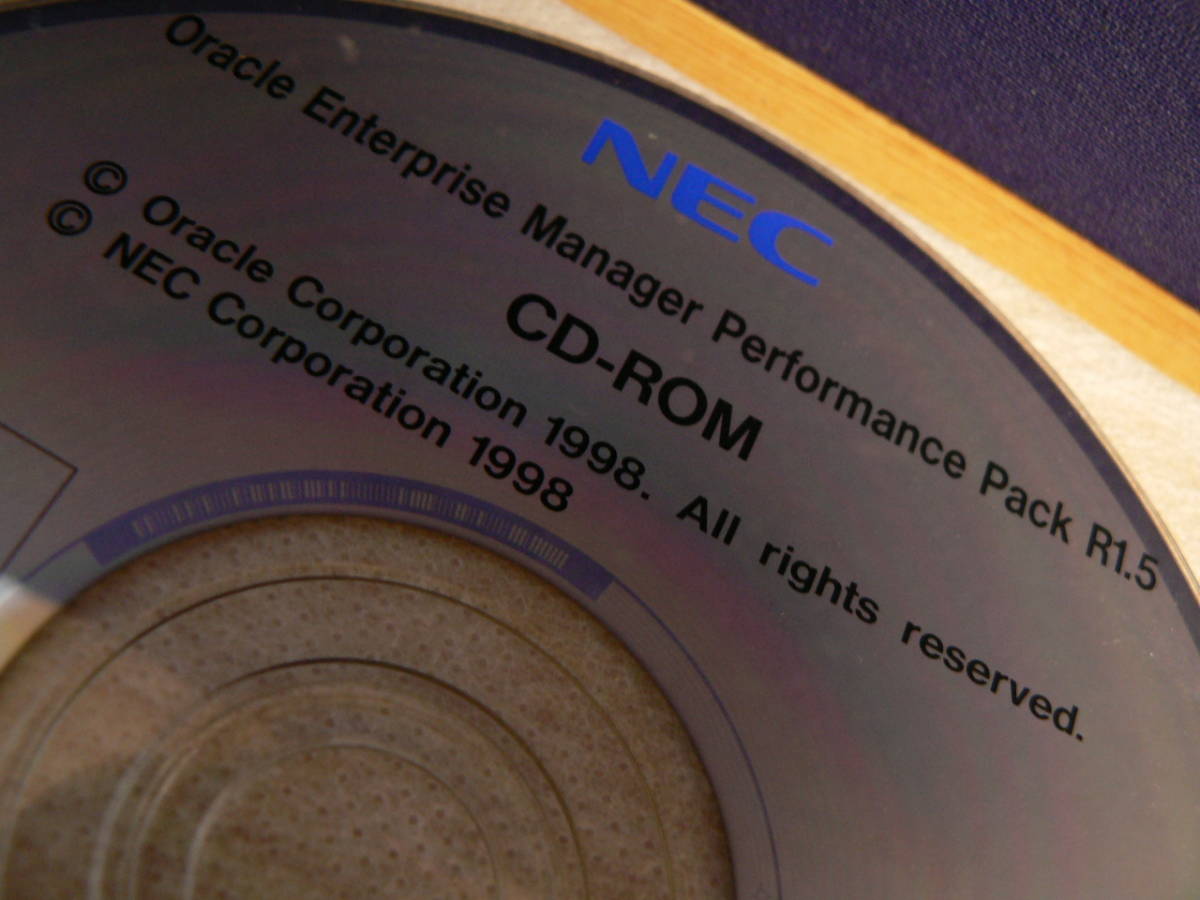 NEC
Oracle Enterprise Manager Performance Pack R1.5
CD-ROM
© Oracle Corporation 1998. All rights reserved.
© NEC Corporation 1998